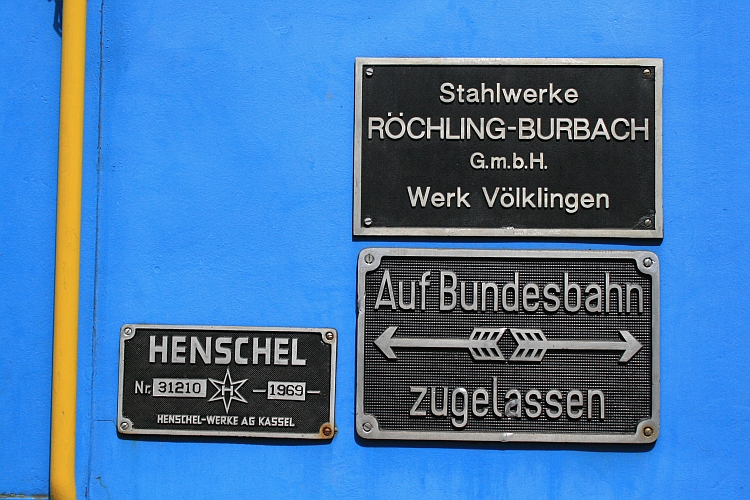 Stahlwerke
RÖCHLING-BURBACH
G.m.b.H.
Werk Völklingen
Auf Bundesbahn
zugelassen
HENSCHEL
Nr. 31210 H —1969—
HENSCHEL-WERKE AG KASSEL